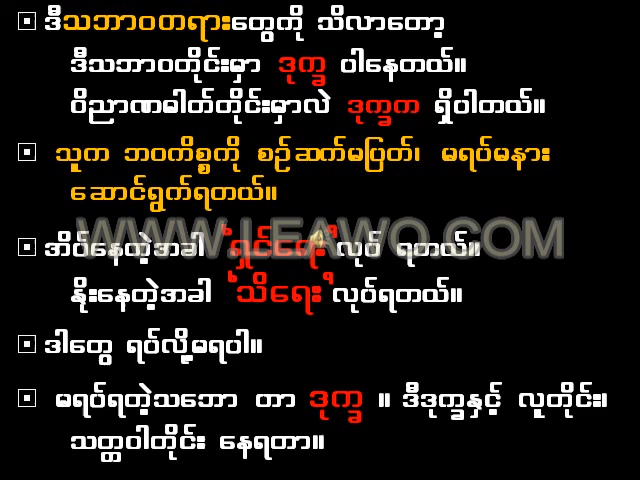 ဒီသဘာဝတရားတွေကို သိလာတော့
ဒီသဘာဝတိုင်းမှာ ဒုက္ခ ပါနေတယ်။
ဝိညာဏဓါတ်တိုင်းမှာလဲ ဒုက္ခက ရှိပါတယ်။
သူက ဘဝကိစ္စကို စဉ်ဆက်မပြတ်၊ မရပ်မနား
ဆောင်ရွက်ရတယ်။
WWW.LEAWO.COM
အိပ်နေတဲ့အခါ 'ရှင်ရေး' လုပ် ရတယ်။
နိုးနေတဲ့အခါ 'သိရေး' လုပ်ရတယ်။
ဒါတွေ ရပ်လို့မရပါ။
မရပ်ရတဲ့သဘော တာ ဒုက္ခ ။ ဒီဒုက္ခနှင့် လူတိုင်း၊
သတ္တဝါတိုင်း နေရတာ။